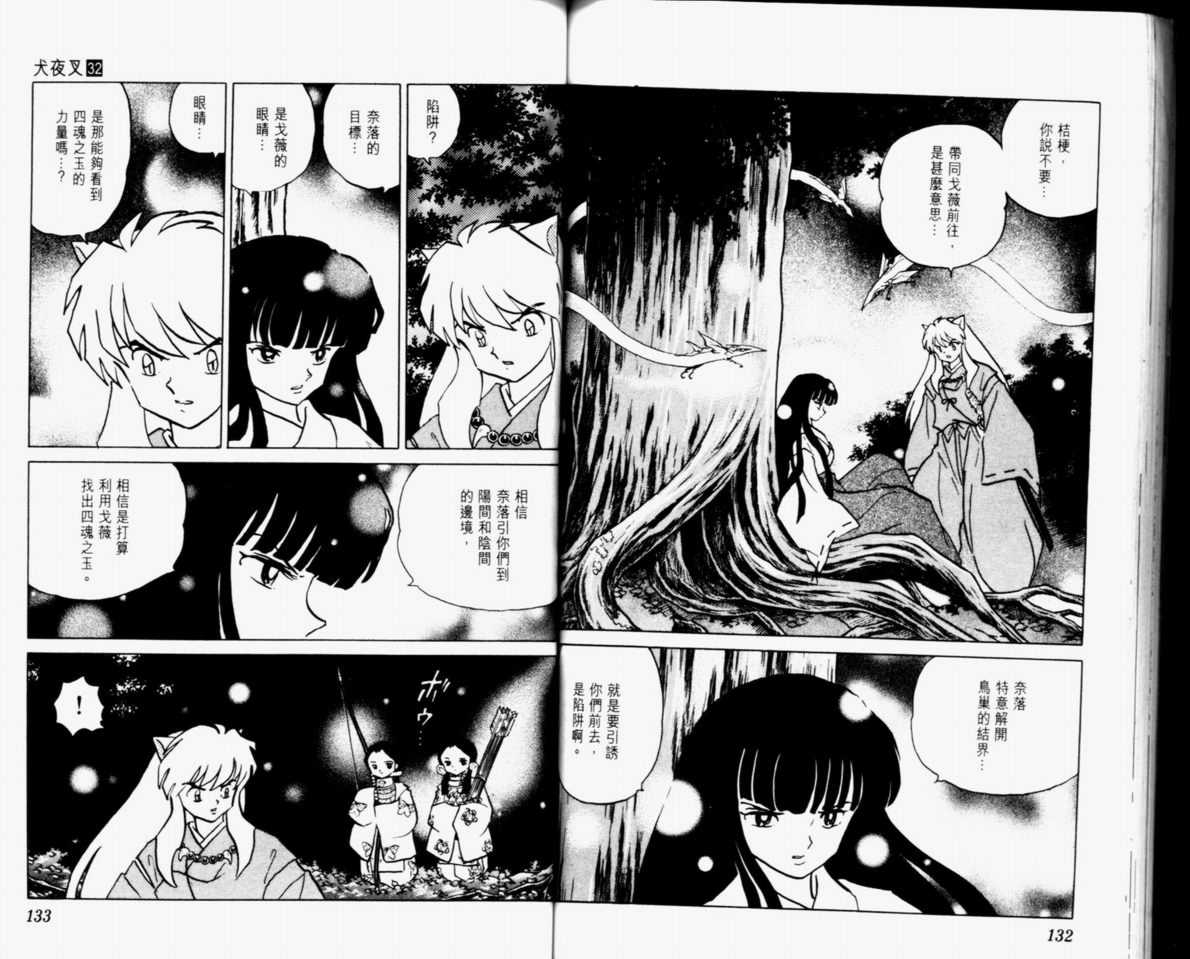 桔梗，
你說不要…
帶同戈薇前往，
是甚麼意思…
奈落
特意解開
鳥巢的結界…
就是要引誘
你們前去，
是陷阱啊。
132
犬夜叉 32
陷阱？
奈落的
目標…
是戈薇的
眼睛…
眼睛…
是那能夠看到
四魂之玉的
力量嗎…？
相信
奈落引你們到
陽間和陰間
的邊境，
相信是打算
利用戈薇
找出四魂之玉。
ボウ…
！
133